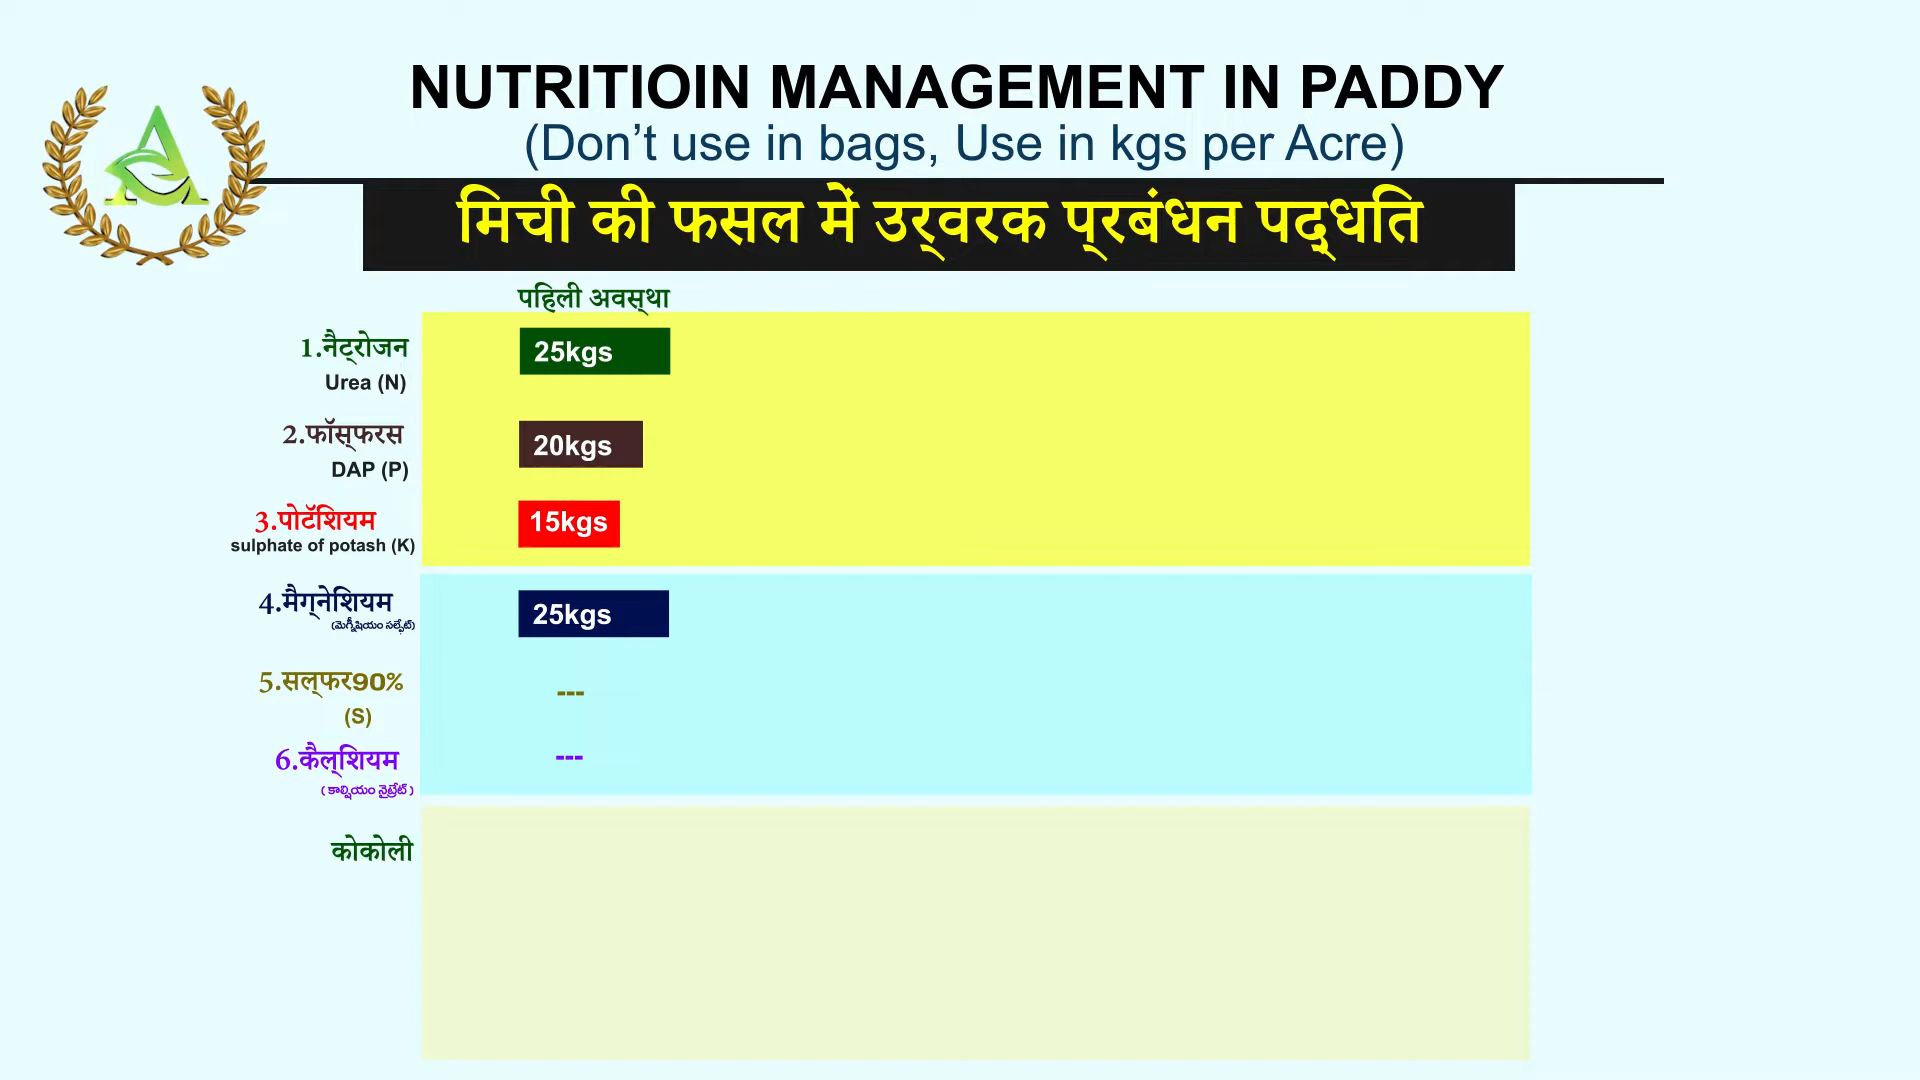 NUTRITIOIN MANAGEMENT IN PADDY
(Don’t use in bags, Use in kgs per Acre)
मिची की फसल में उर्‌वरक प्‌रबंधन पद्‌धति
पहिली अवस्‌था
1.नैट्‌रोजन 25kgs
Urea (N)
2.फॉस्‌फरस 20kgs
DAP (P)
3.पोटॅशियम 15kgs
sulphate of potash (K)
4.मैग्‌नेशियम 25kgs
(మెగ్నీషియం సల్ఫేట్)
5.सल्‌फर90% ---
(S)
6.कैल्‌शियम ---
( కాల్షియం నైట్రేట్ )
कोकोली